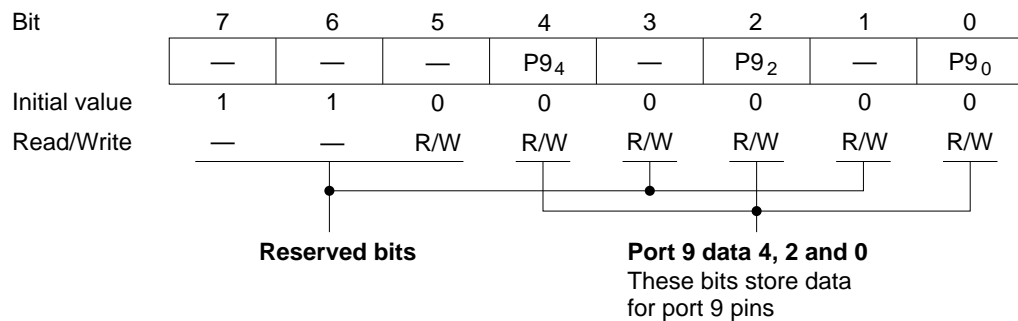 Bit 7 6 5 4 3 2 1 0
— — — P9₄ — P9₂ — P9₀
Initial value 1 1 0 0 0 0 0 0
Read/Write — — R/W R/W R/W R/W R/W R/W
Reserved bits Port 9 data 4, 2 and 0
These bits store data
for port 9 pins